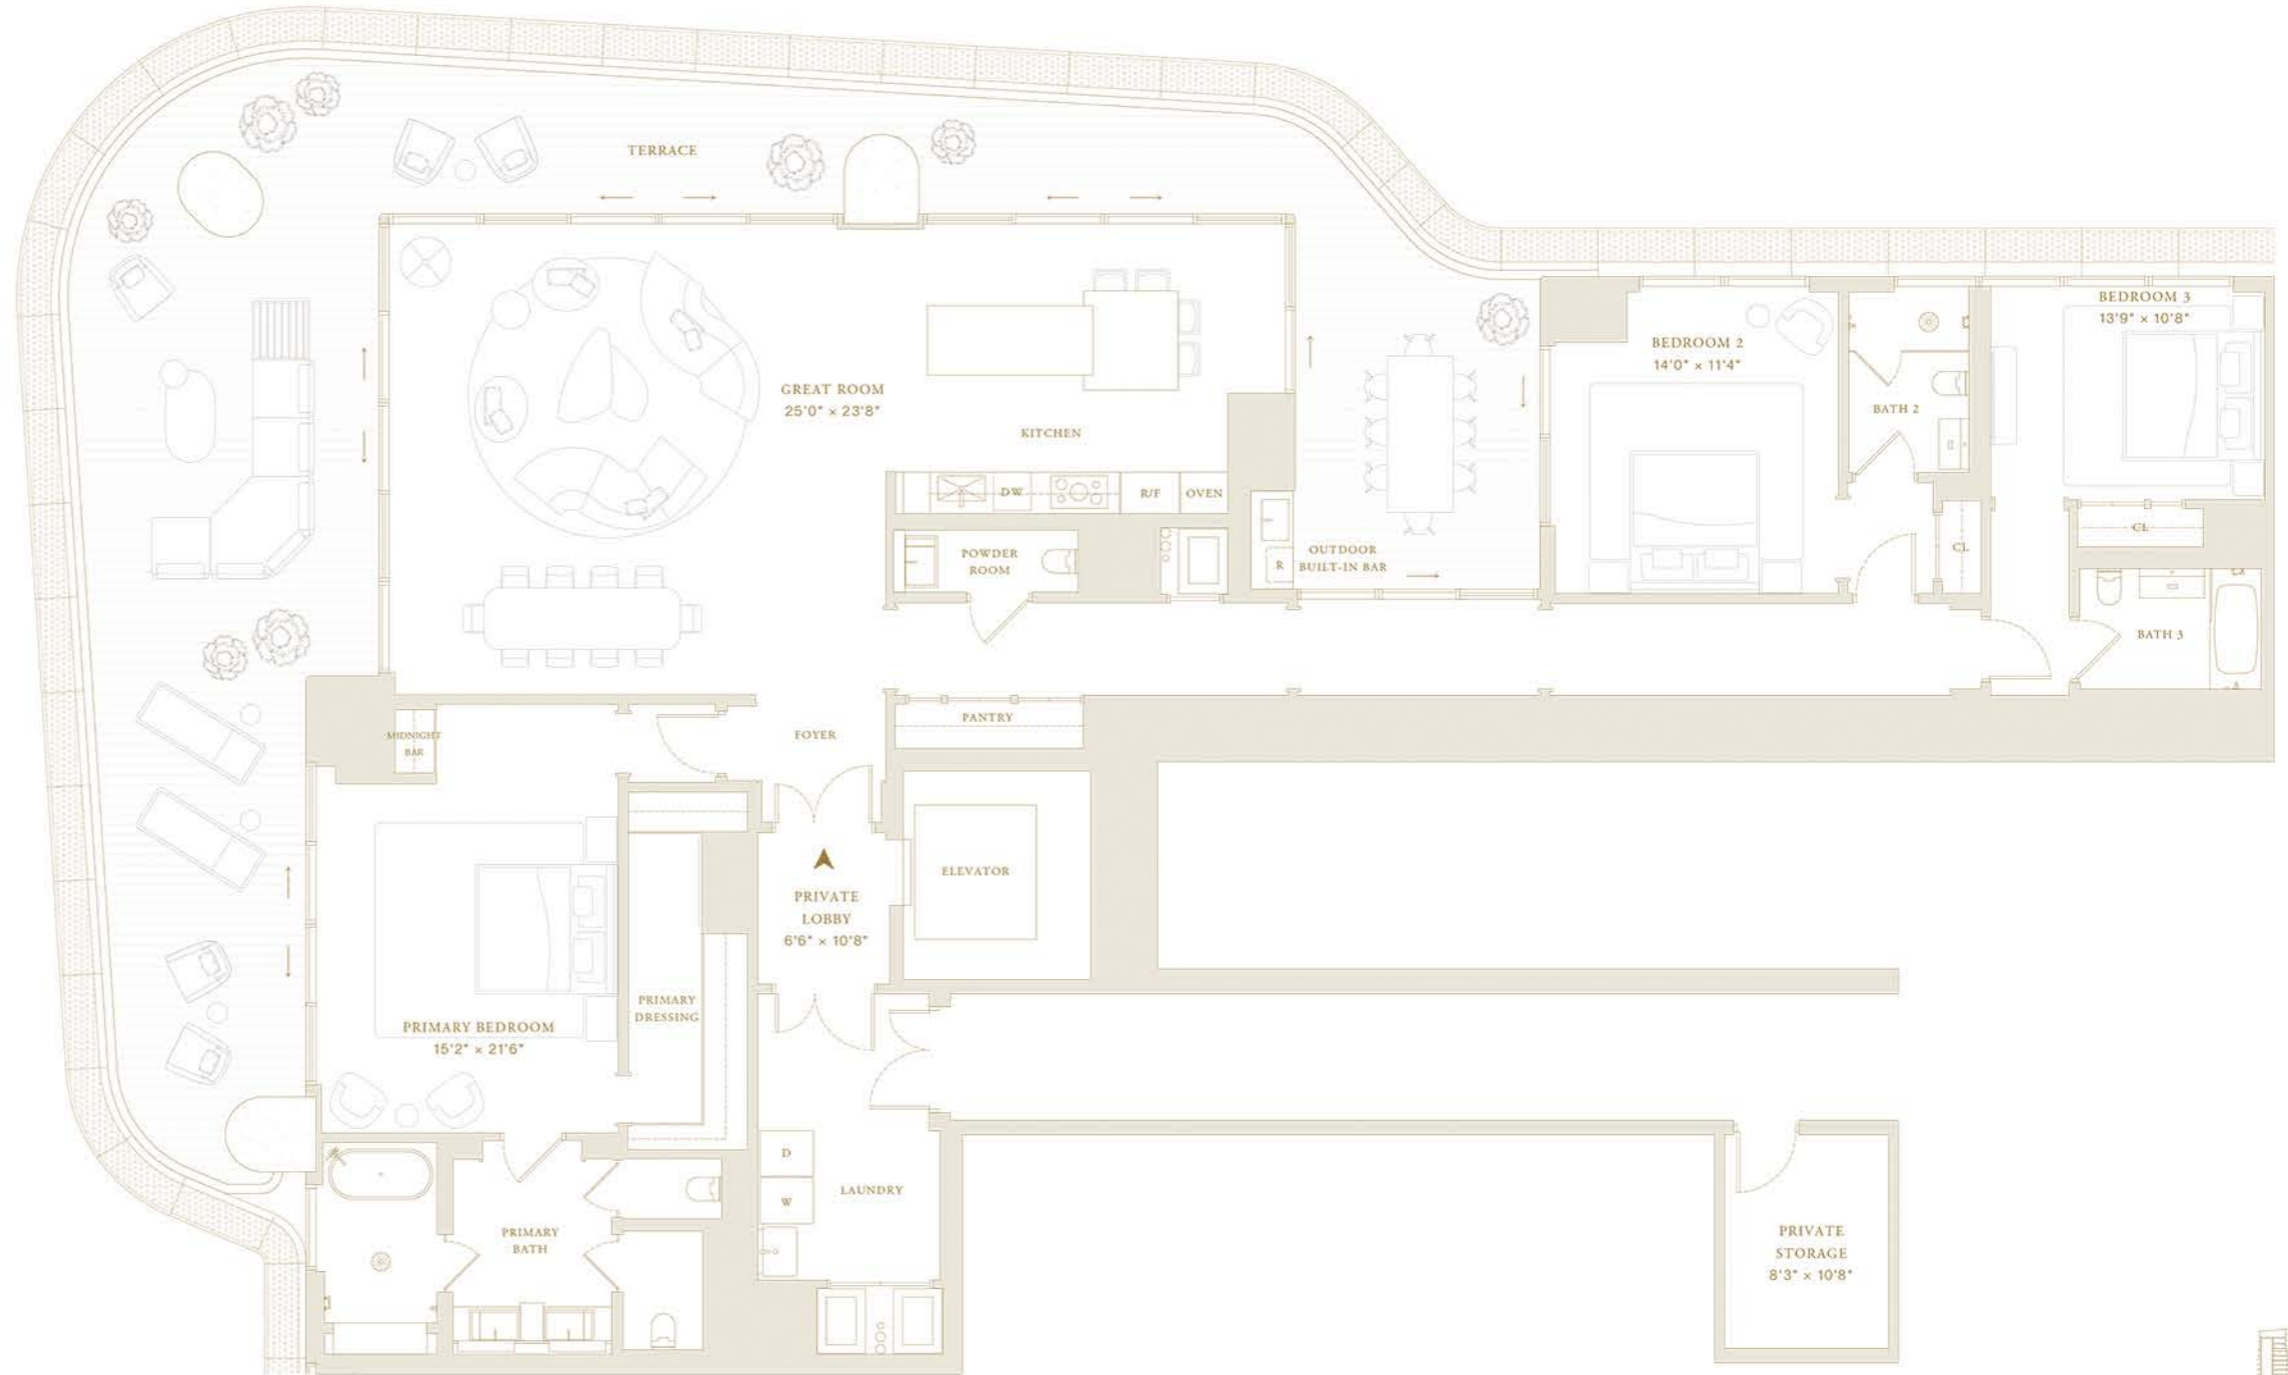 TERRACE
GREAT ROOM
25'0" × 23'8"
KITCHEN
DW
R/F
OVEN
POWDER
ROOM
R
OUTDOOR
BUILT-IN BAR
BEDROOM 2
14'0" × 11'4"
BATH 2
CL
BEDROOM 3
13'9" × 10'8"
CL
BATH 3
MIDNIGHT
BAR
FOYER
PANTRY
ELEVATOR
PRIVATE
LOBBY
6'6" × 10'8"
PRIMARY
DRESSING
PRIMARY BEDROOM
15'2" × 21'6"
D
W
LAUNDRY
PRIMARY
BATH
PRIVATE
STORAGE
8'3" × 10'8"